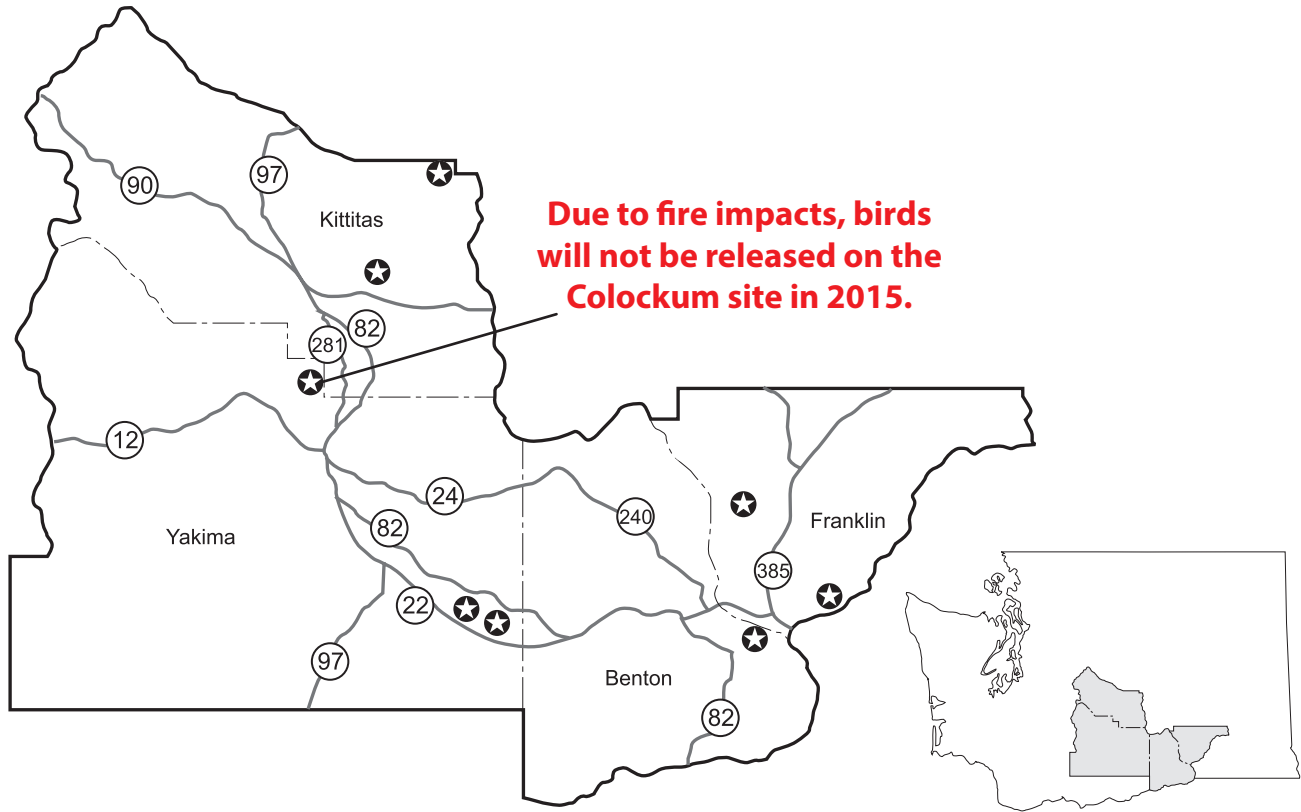 97
90
Kittitas
Due to fire impacts, birds
will not be released on the
Colockum site in 2015.
82
281
12
24
82
240
Yakima
Franklin
385
22
97
Benton
82